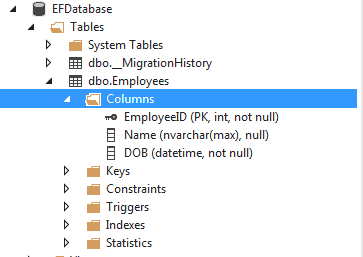 EFDatabase
Tables
System Tables
dbo.__MigrationHistory
dbo.Employees
Columns
EmployeeID (PK, int, not null)
Name (nvarchar(max), null)
DOB (datetime, not null)
Keys
Constraints
Triggers
Indexes
Statistics